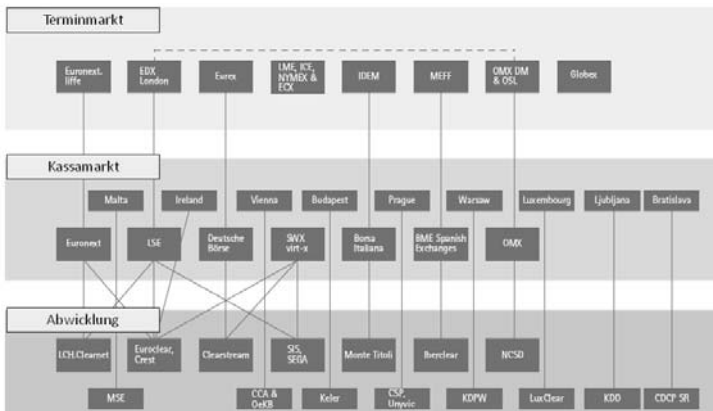 Terminmarkt
Euronext.
liffe
EDX
London
Eurex
LME, ICE,
NYMEX &
ECX
IDEM
MEFF
OMX DM
& OSL
Globex
Kassamarkt
Malta
Ireland
Vienna
Budapest
Prague
Warsaw
Luxembourg
Ljubljana
Bratislava
Euronext
LSE
Deutsche
Börse
SWX
virt-x
Borsa
Italiana
BME Spanish
Exchanges
OMX
Abwicklung
LCH.Clearnet
Euroclear,
Crest
Clearstream
SIS,
SEGA
Monte Titoli
Iberclear
NCSD
MSE
CCA &
OeKB
Keler
CSP,
Unyvic
KDPW
LuxClear
KDD
CDCP SR